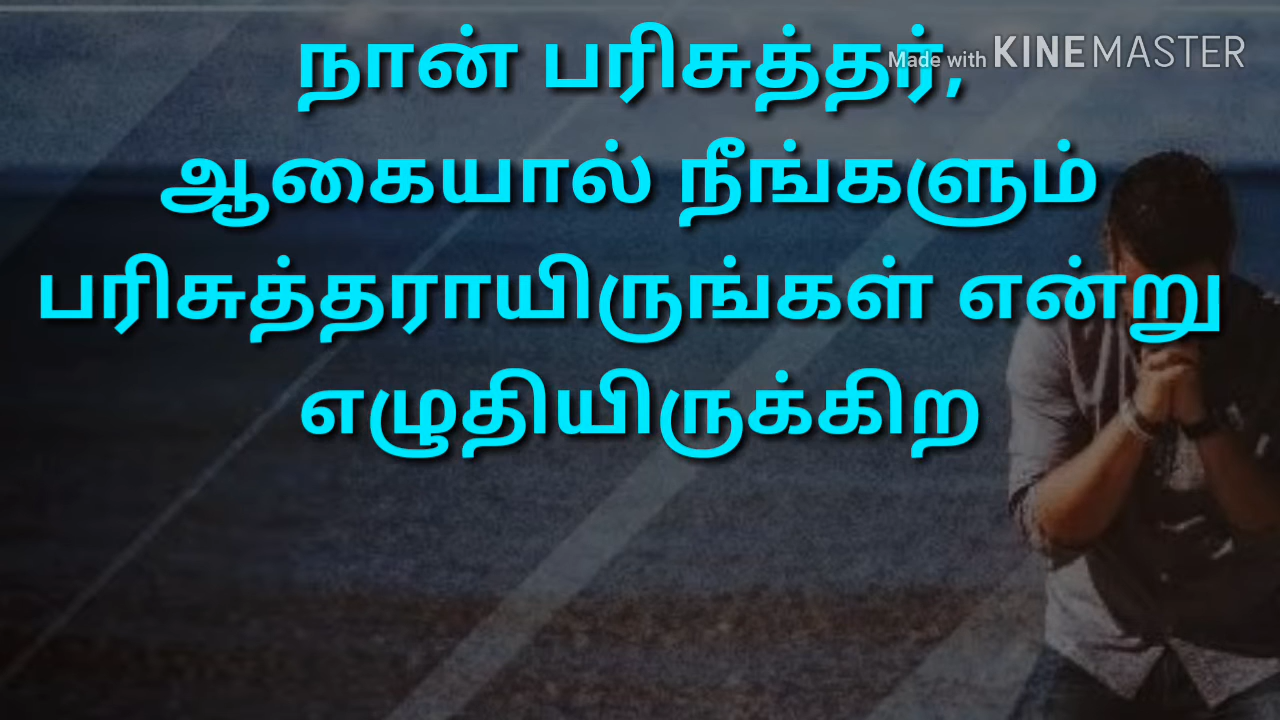 நான் பரிசுத்தர்,
Made with KINEMASTER
ஆகையால் நீங்களும்
பரிசுத்தராயிருங்கள் என்று
எழுதியிருக்கிற